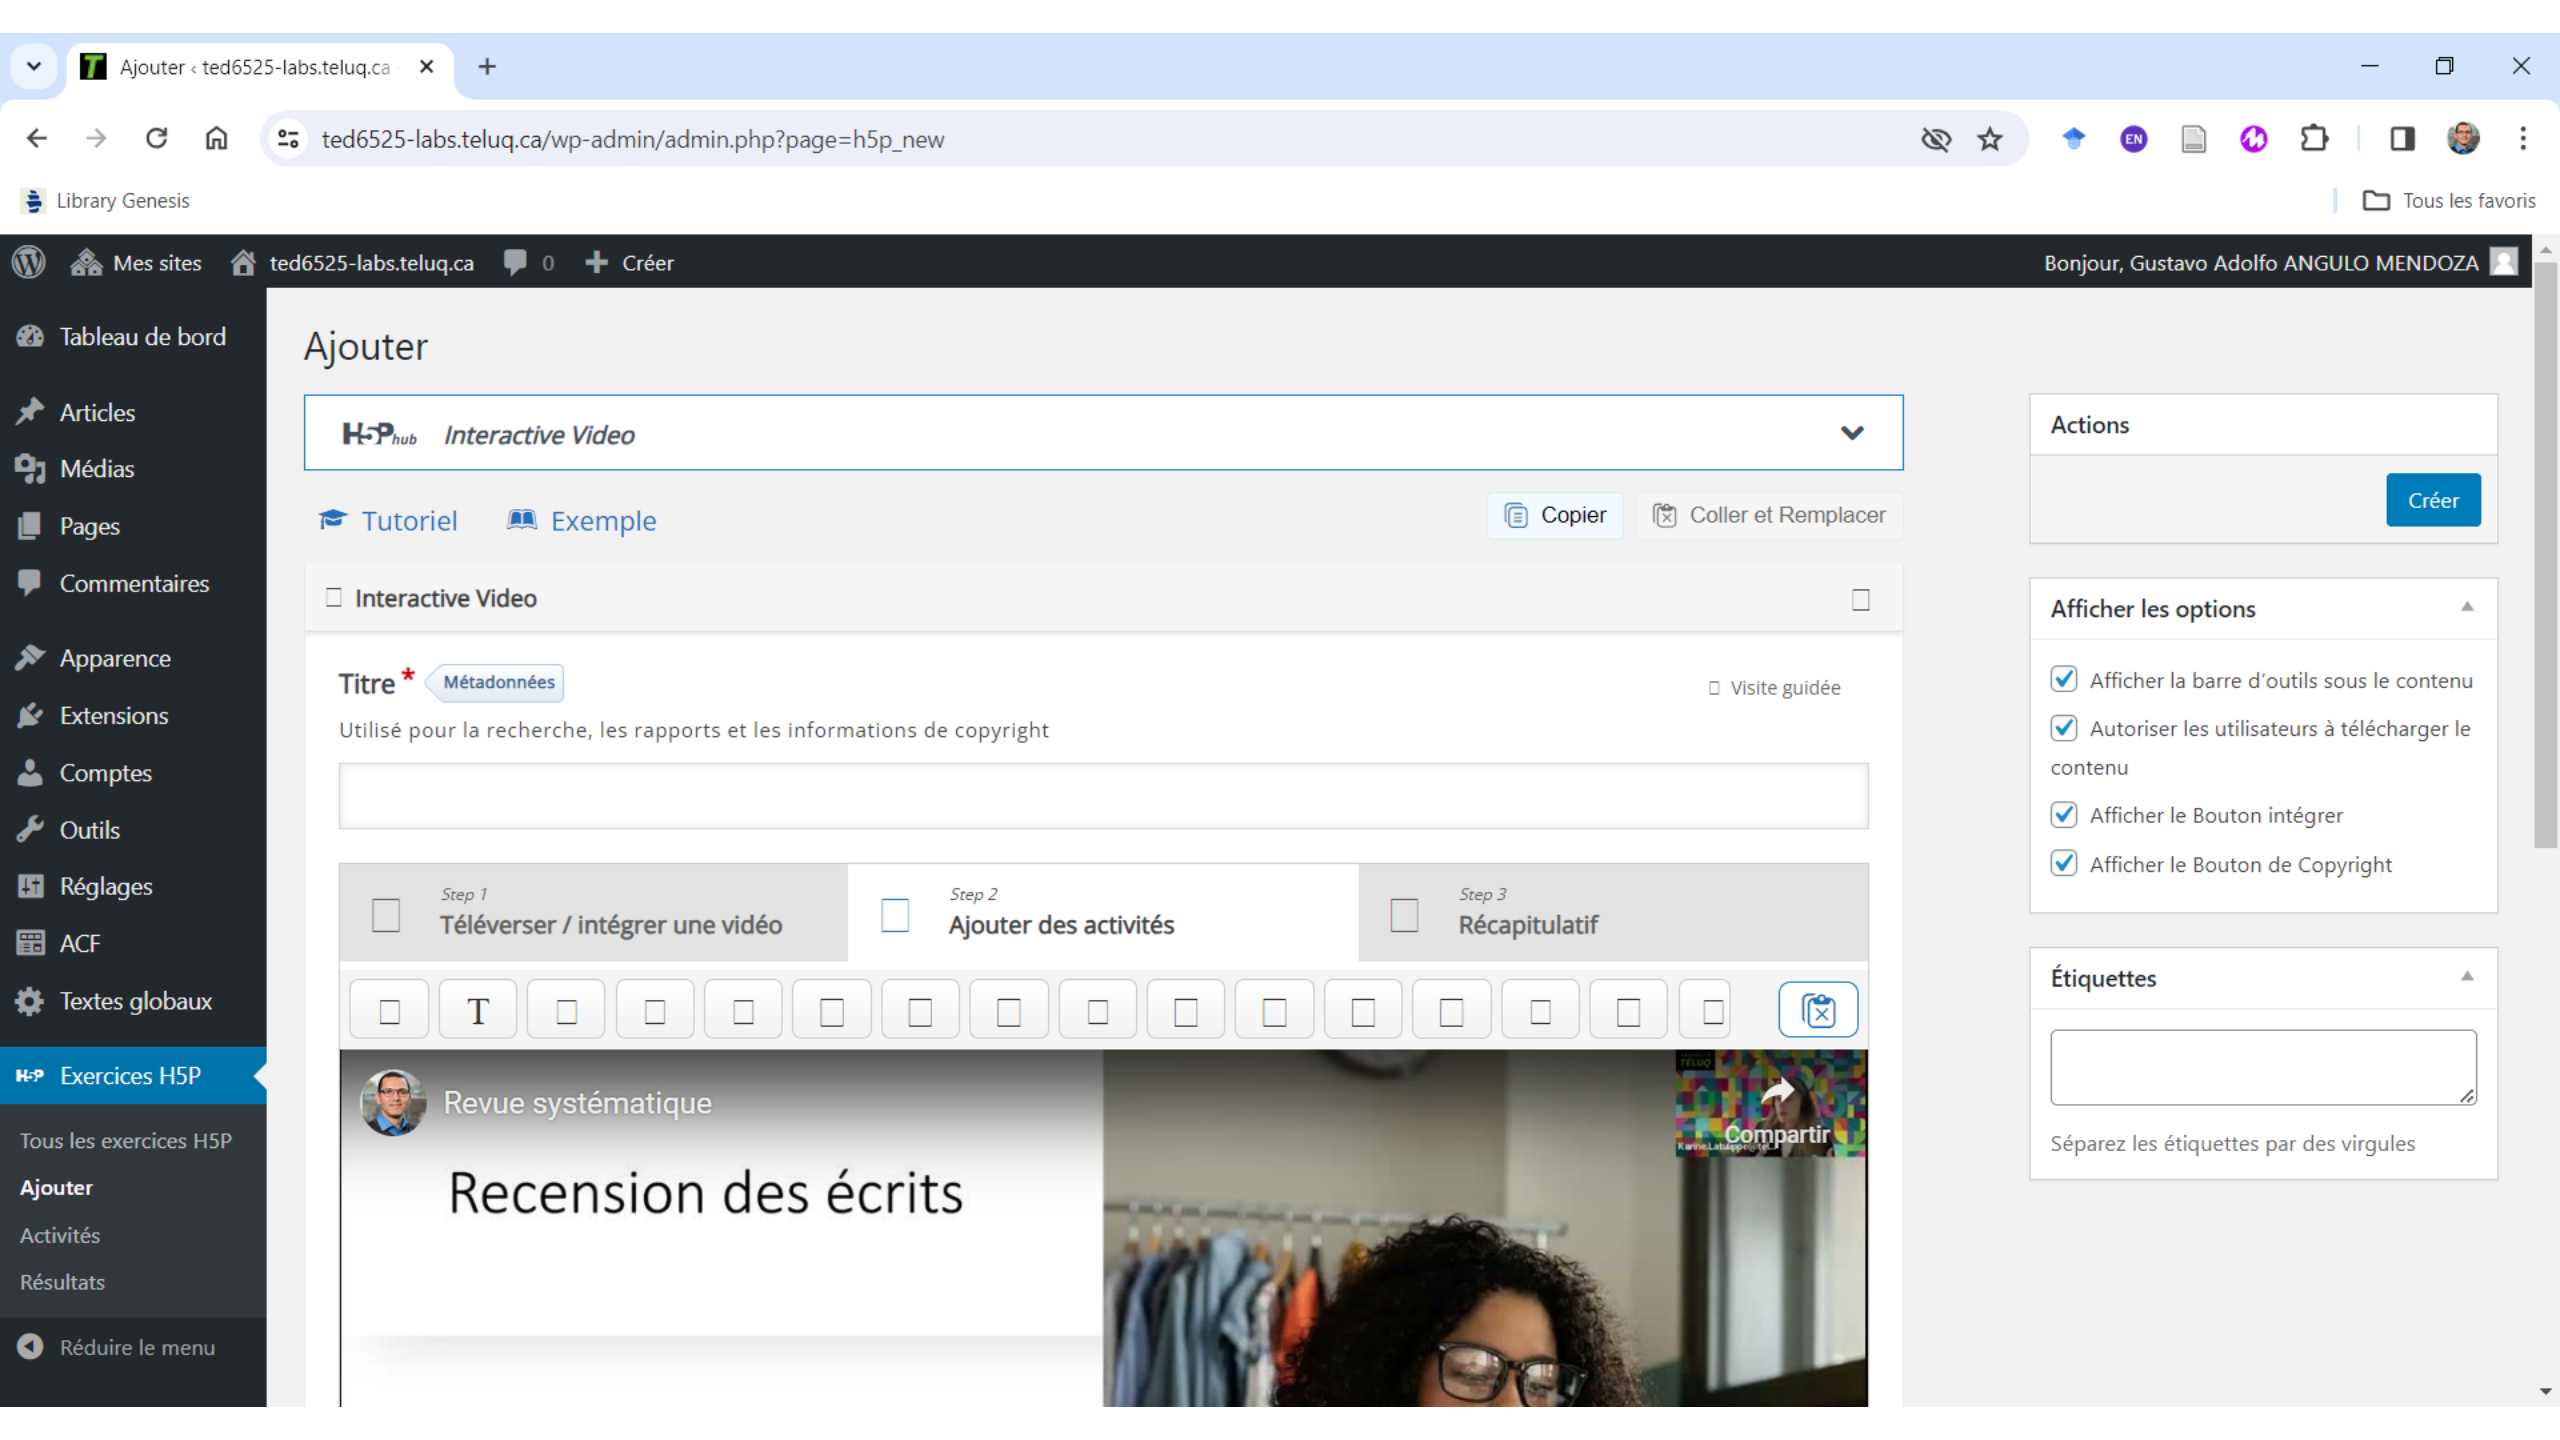 Ajouter ‹ ted6525-labs.teluq.ca
ted6525-labs.teluq.ca/wp-admin/admin.php?page=h5p_new
EN
Library Genesis
Tous les favoris
Mes sites
ted6525-labs.teluq.ca
0
Créer
Bonjour, Gustavo Adolfo ANGULO MENDOZA
Tableau de bord
Articles
Médias
Pages
Commentaires
Apparence
Extensions
Comptes
Outils
Réglages
ACF
Textes globaux
H5P Exercices H5P
Tous les exercices H5P
Ajouter
Activités
Résultats
Réduire le menu
Ajouter
H5P hub Interactive Video
Tutoriel
Exemple
Copier
Coller et Remplacer
Interactive Video
Titre *
Métadonnées
Visite guidée
Utilisé pour la recherche, les rapports et les informations de copyright
Step 1
Téléverser / intégrer une vidéo
Step 2
Ajouter des activités
Step 3
Récapitulatif
T
Revue systématique
TÉLUQ
Compartir
Recension des écrits
Actions
Créer
Afficher les options
Afficher la barre d'outils sous le contenu
Autoriser les utilisateurs à télécharger le
contenu
Afficher le Bouton intégrer
Afficher le Bouton de Copyright
Étiquettes
Séparez les étiquettes par des virgules